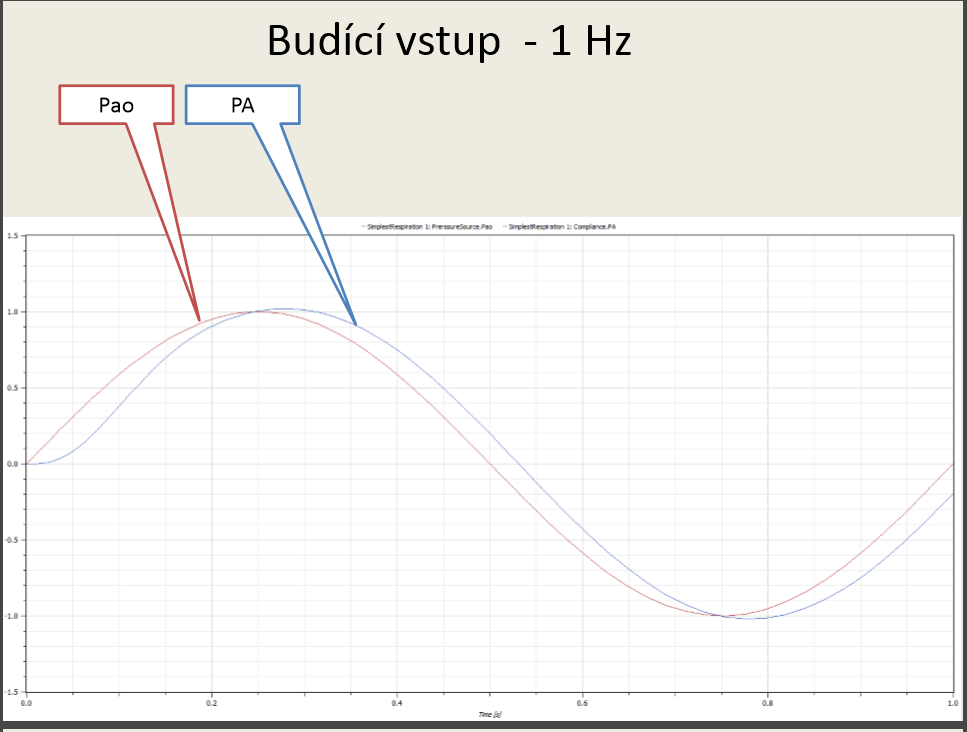 Budící vstup - 1 Hz
Pao PA
SimplestRespiration 1: PrerssureSource.Pao SimplestRespiration 1: Compliance.PA
1.5
1.0
0.5
0.0
-0.5
-1.0
-1.5
0.0 0.2 0.4 0.6 0.8 1.0
Time [s]